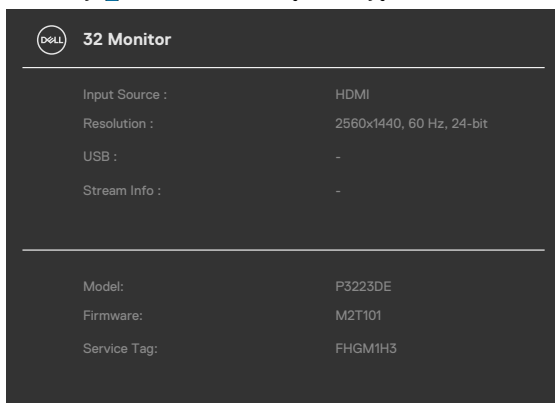 DELL 32 Monitor
Input Source : HDMI
Resolution : 2560x1440, 60 Hz, 24-bit
USB : -
Stream Info : -
Model: P3223DE
Firmware: M2T101
Service Tag: FHGM1H3